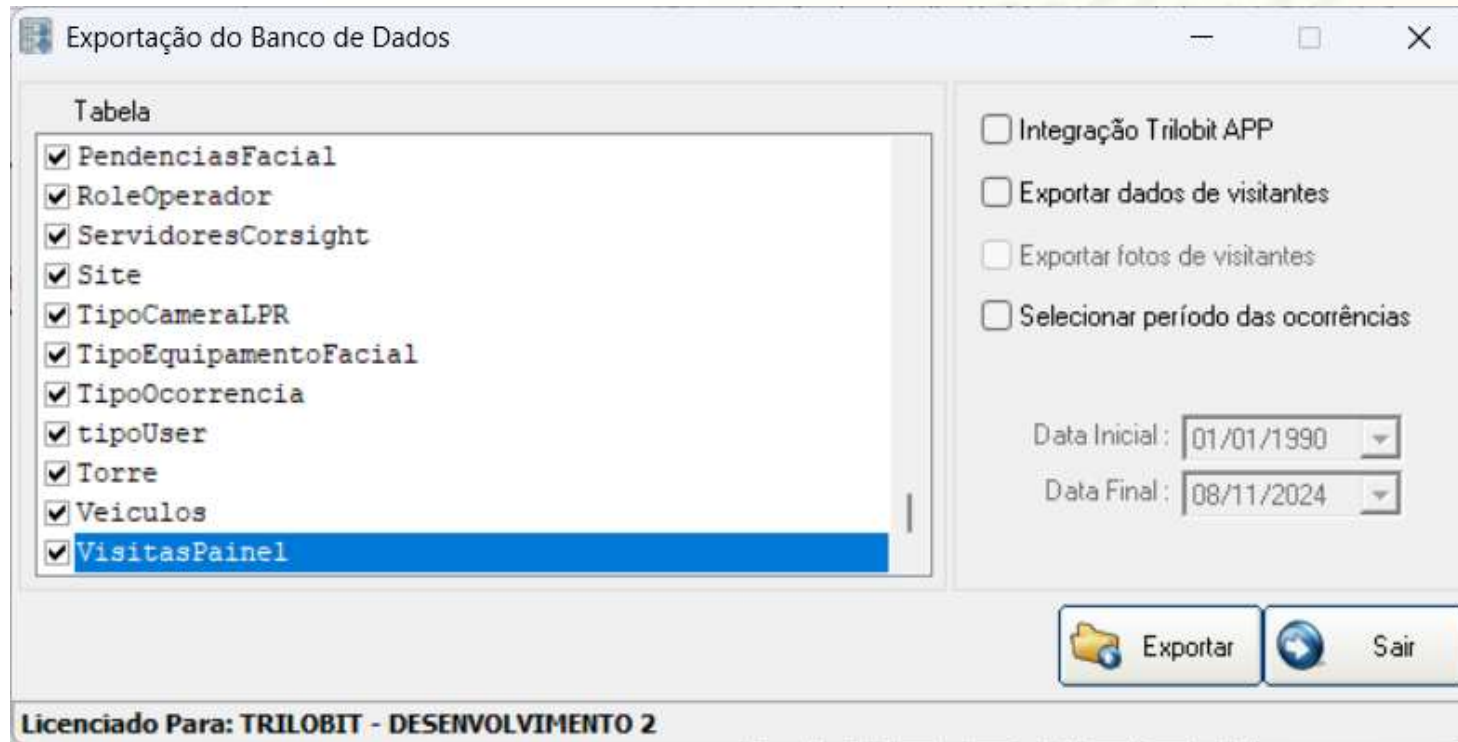 Exportação do Banco de Dados
Tabela
PendenciasFacial
RoleOperador
ServidoresCorsight
Site
TipoCameraLPR
TipoEquipamentoFacial
TipoOcorrencia
tipoUser
Torre
Veiculos
VisitasPainel
Integração Trilobit APP
Exportar dados de visitantes
Exportar fotos de visitantes
Selecionar período das ocorrências
Data Inicial : 01/01/1990
Data Final : 08/11/2024
Exportar
Sair
Licenciado Para: TRILOBIT - DESENVOLVIMENTO 2